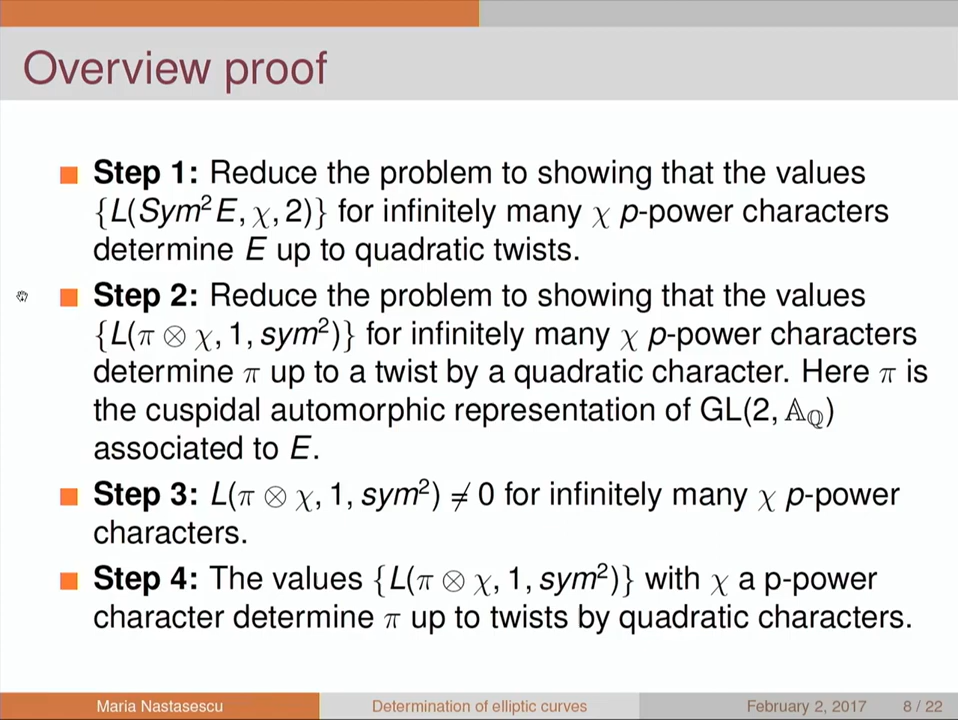 Overview proof
Step 1: Reduce the problem to showing that the values
{L(Sym²E, χ, 2)} for infinitely many χ p-power characters
determine E up to quadratic twists.
Step 2: Reduce the problem to showing that the values
{L(π ⊗ χ, 1, sym²)} for infinitely many χ p-power characters
determine π up to a twist by a quadratic character. Here π is
the cuspidal automorphic representation of GL(2, 𝔸_ℚ)
associated to E.
Step 3: L(π ⊗ χ, 1, sym²) ≠ 0 for infinitely many χ p-power
characters.
Step 4: The values {L(π ⊗ χ, 1, sym²)} with χ a p-power
character determine π up to twists by quadratic characters.
Maria Nastasescu Determination of elliptic curves February 2, 2017 8 / 22